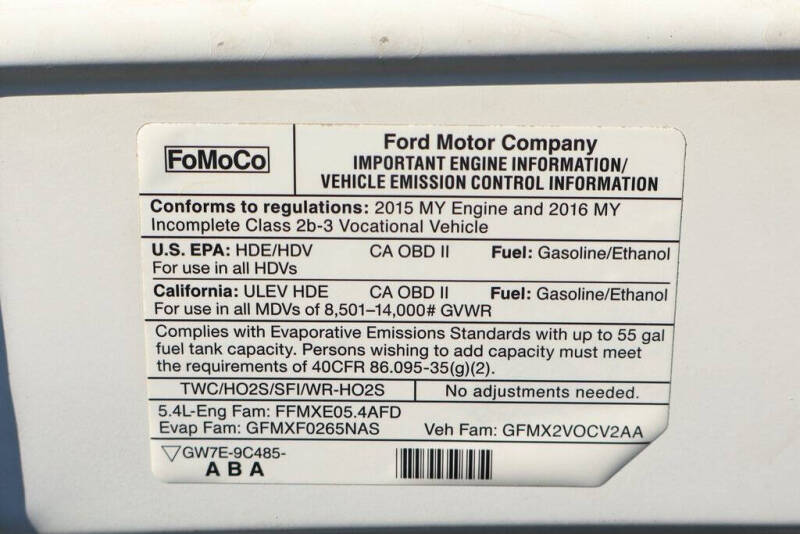 FoMoCo
Ford Motor Company
IMPORTANT ENGINE INFORMATION/
VEHICLE EMISSION CONTROL INFORMATION
Conforms to regulations: 2015 MY Engine and 2016 MY
Incomplete Class 2b-3 Vocational Vehicle
U.S. EPA: HDE/HDV CA OBD II Fuel: Gasoline/Ethanol
For use in all HDVs
California: ULEV HDE CA OBD II Fuel: Gasoline/Ethanol
For use in all MDVs of 8,501–14,000# GVWR
Complies with Evaporative Emissions Standards with up to 55 gal
fuel tank capacity. Persons wishing to add capacity must meet
the requirements of 40CFR 86.095-35(g)(2).
TWC/HO2S/SFI/WR-HO2S No adjustments needed.
5.4L-Eng Fam: FFMXE05.4AFD
Evap Fam: GFMXF0265NAS Veh Fam: GFMX2VOCV2AA
▽GW7E-9C485-
ABA